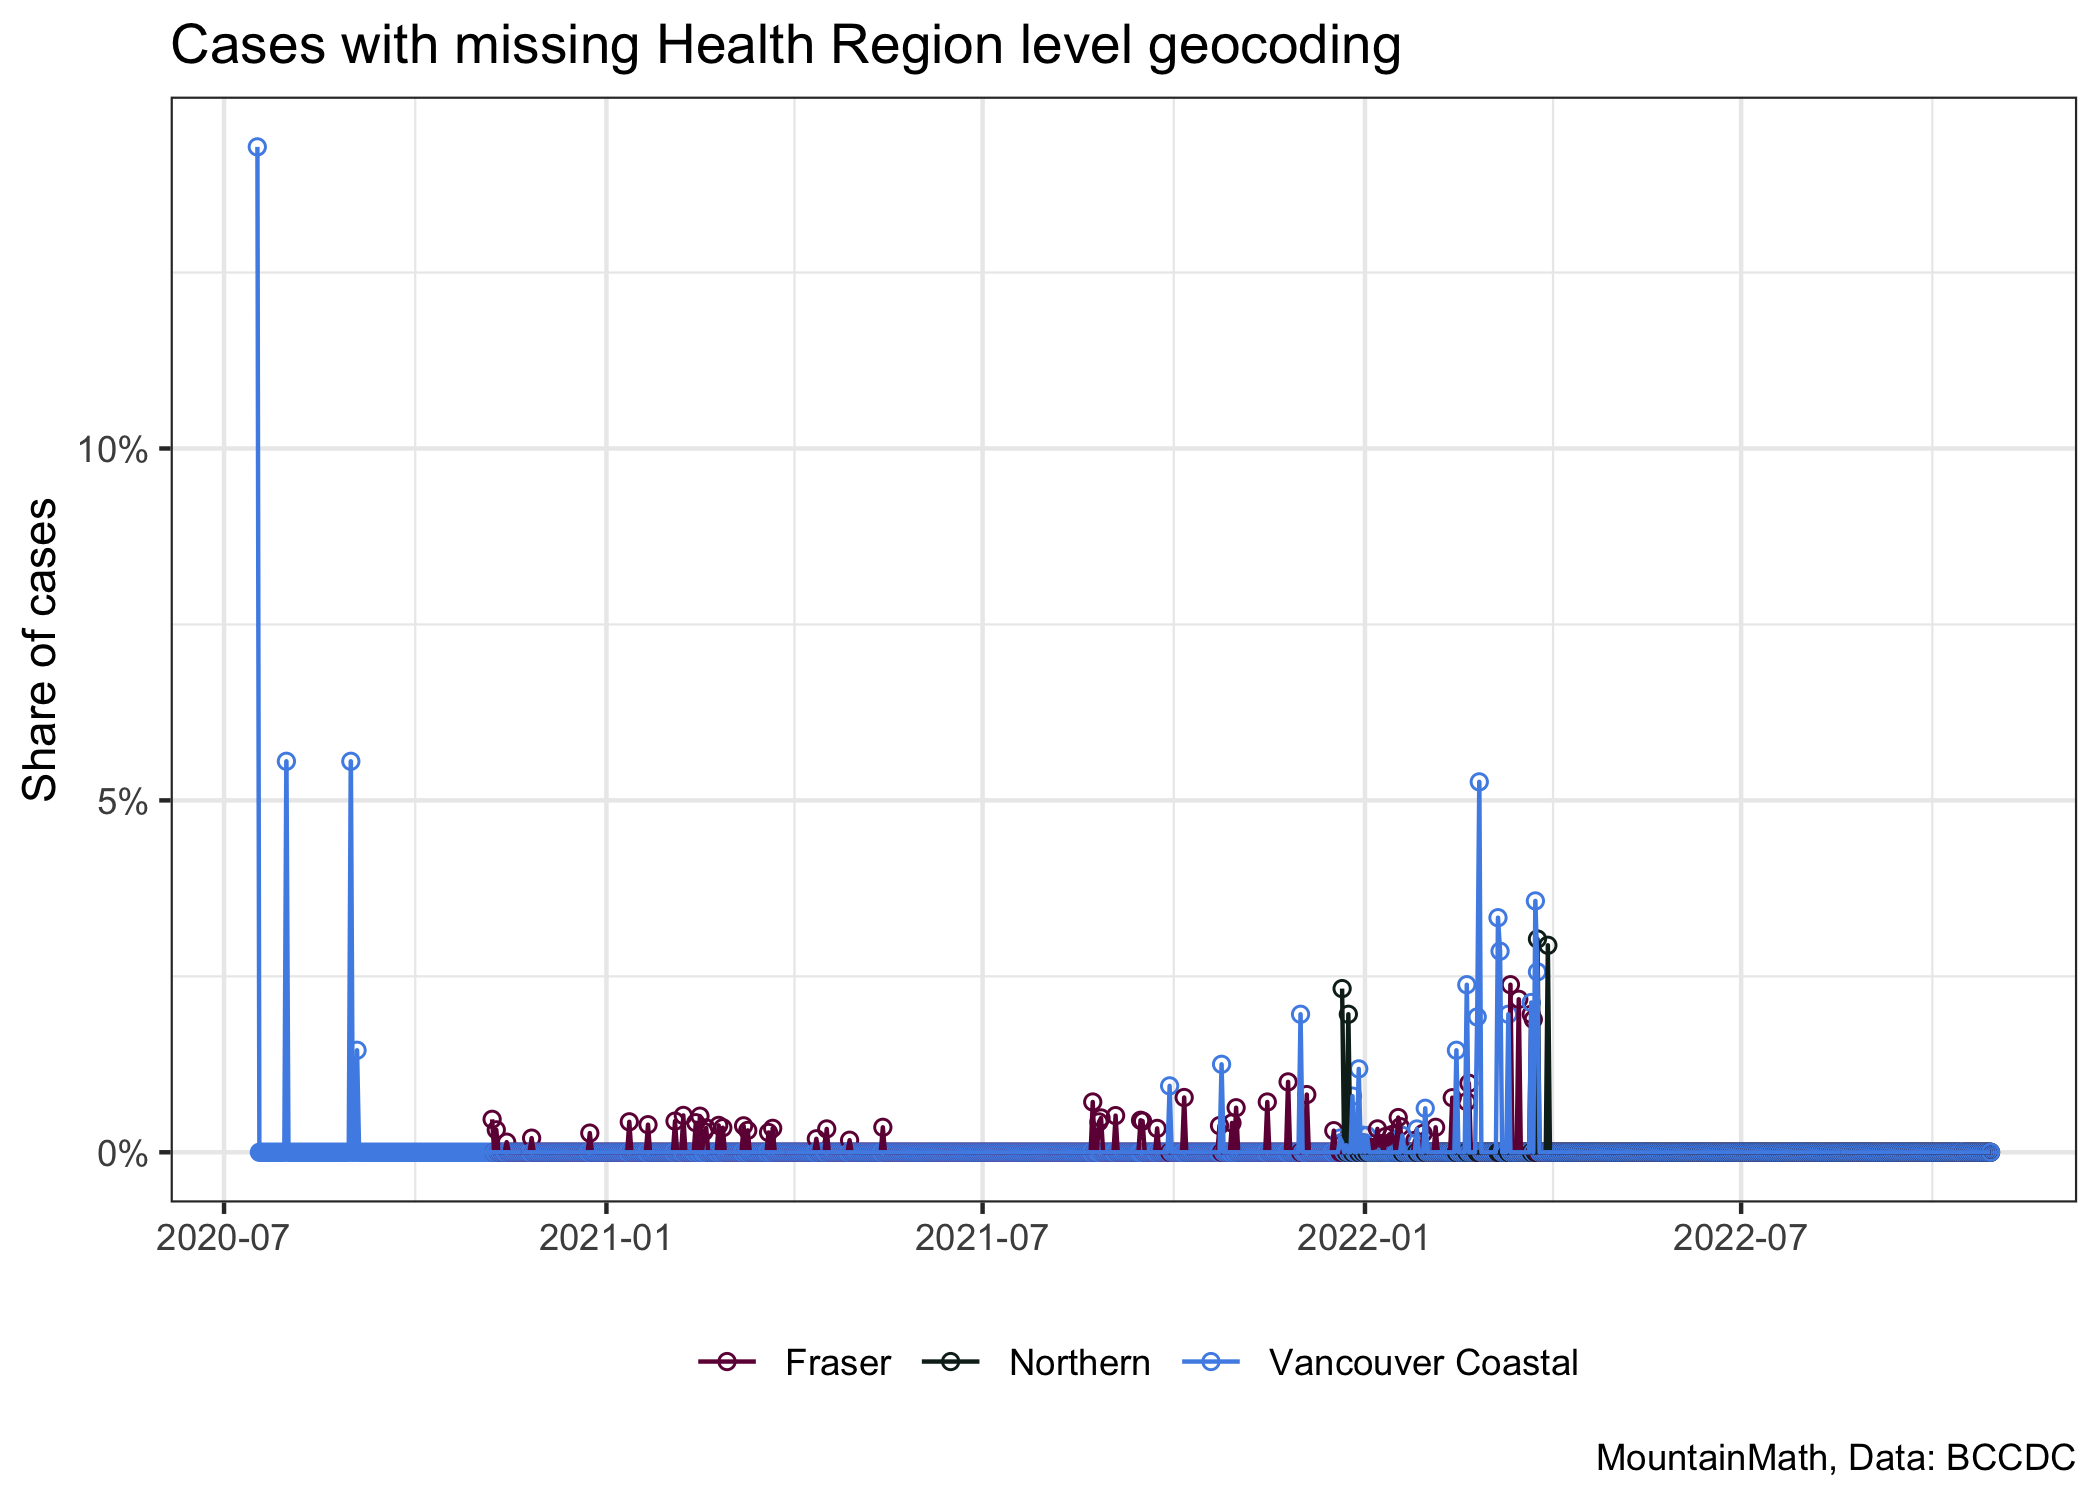 Cases with missing Health Region level geocoding
Share of cases
10%
5%
0%
2020-07 2021-01 2021-07 2022-01 2022-07
Fraser Northern Vancouver Coastal
MountainMath, Data: BCCDC